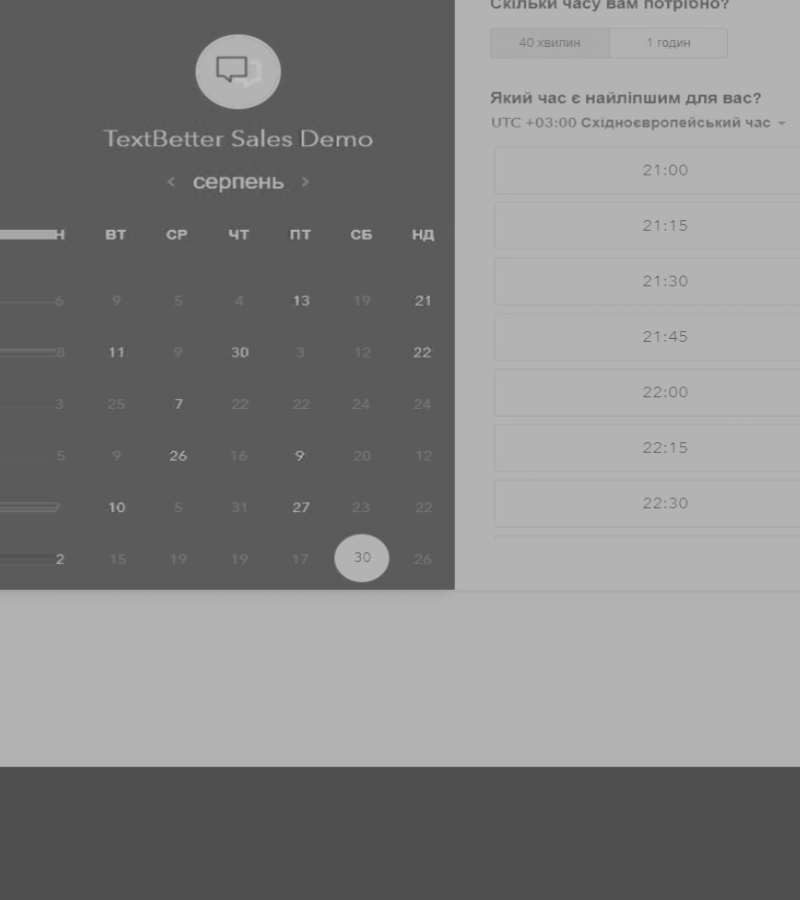 Скільки часу вам потрібно?
40 хвилин 1 годин
Який час є найліпшим для вас?
UTC +03:00 Східноєвропейський час
21:00
21:15
21:30
21:45
22:00
22:15
22:30
TextBetter Sales Demo
< серпень >
Н ВТ СР ЧТ ПТ СБ НД
6 9 5 4 13 19 21
8 11 9 30 3 12 22
3 25 7 22 22 24 24
5 9 26 16 9 20 12
10 5 31 27 23 22
2 15 19 19 17 30 26